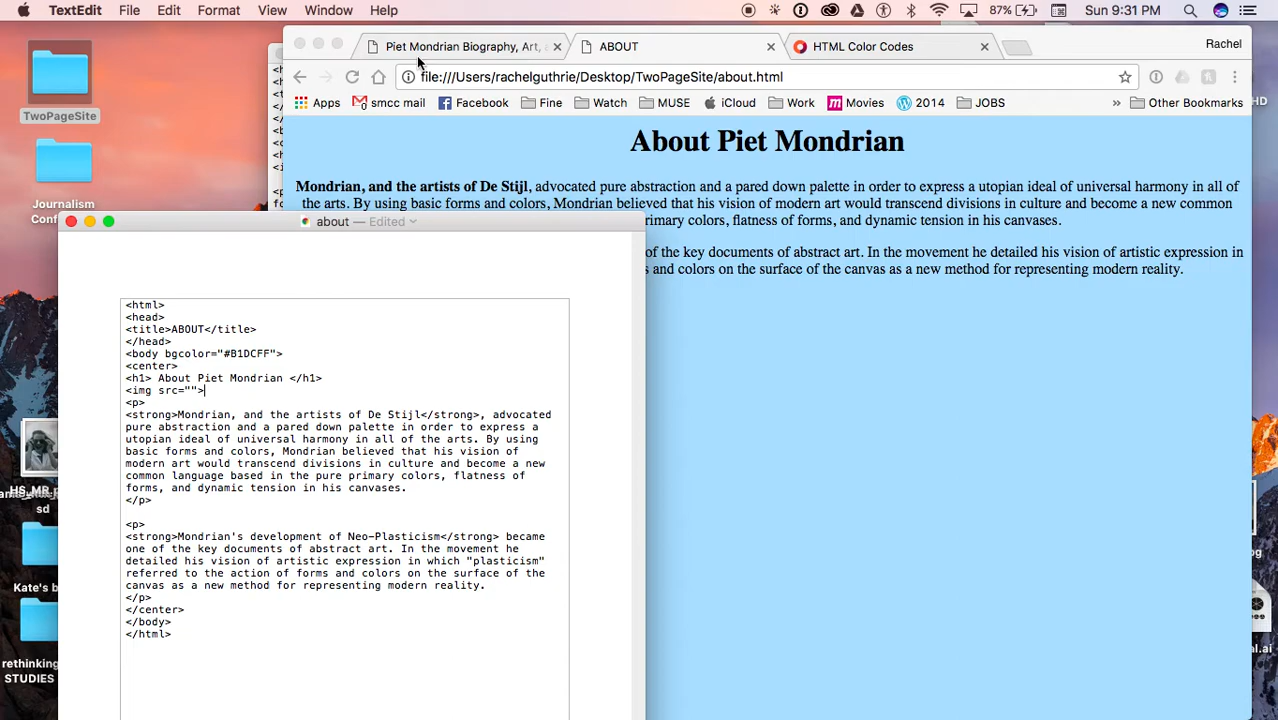 TextEdit File Edit Format View Window Help 87% Sun 9:31 PM
Piet Mondrian Biography, Art, ABOUT HTML Color Codes Rachel
file:///Users/rachelguthrie/Desktop/TwoPageSite/about.html
Apps smcc mail Facebook Fine Watch MUSE iCloud Work Movies 2014 JOBS » Other Bookmarks
TwoPageSite
Journalism
HD
About Piet Mondrian
Mondrian, and the artists of De Stijl, advocated pure abstraction and a pared down palette in order to express a utopian ideal of universal harmony in all of
the arts. By using basic forms and colors, Mondrian believed that his vision of modern art would transcend divisions in culture and become a new common
rimary colors, flatness of forms, and dynamic tension in his canvases.
of the key documents of abstract art. In the movement he detailed his vision of artistic expression in
s and colors on the surface of the canvas as a new method for representing modern reality.
about — Edited
<html>
<head>
<title>ABOUT</title>
</head>
<body bgcolor="#B1DCFF">
<center>
<h1> About Piet Mondrian </h1>
<img src="">
<p>
<strong>Mondrian, and the artists of De Stijl</strong>, advocated
pure abstraction and a pared down palette in order to express a
utopian ideal of universal harmony in all of the arts. By using
basic forms and colors, Mondrian believed that his vision of
modern art would transcend divisions in culture and become a new
common language based in the pure primary colors, flatness of
forms, and dynamic tension in his canvases.
</p>
<p>
<strong>Mondrian's development of Neo-Plasticism</strong> became
one of the key documents of abstract art. In the movement he
detailed his vision of artistic expression in which "plasticism"
referred to the action of forms and colors on the surface of the
canvas as a new method for representing modern reality.
</p>
</center>
</body>
</html>
sd
Kate's b
rethinking
STUDIES
al.ai